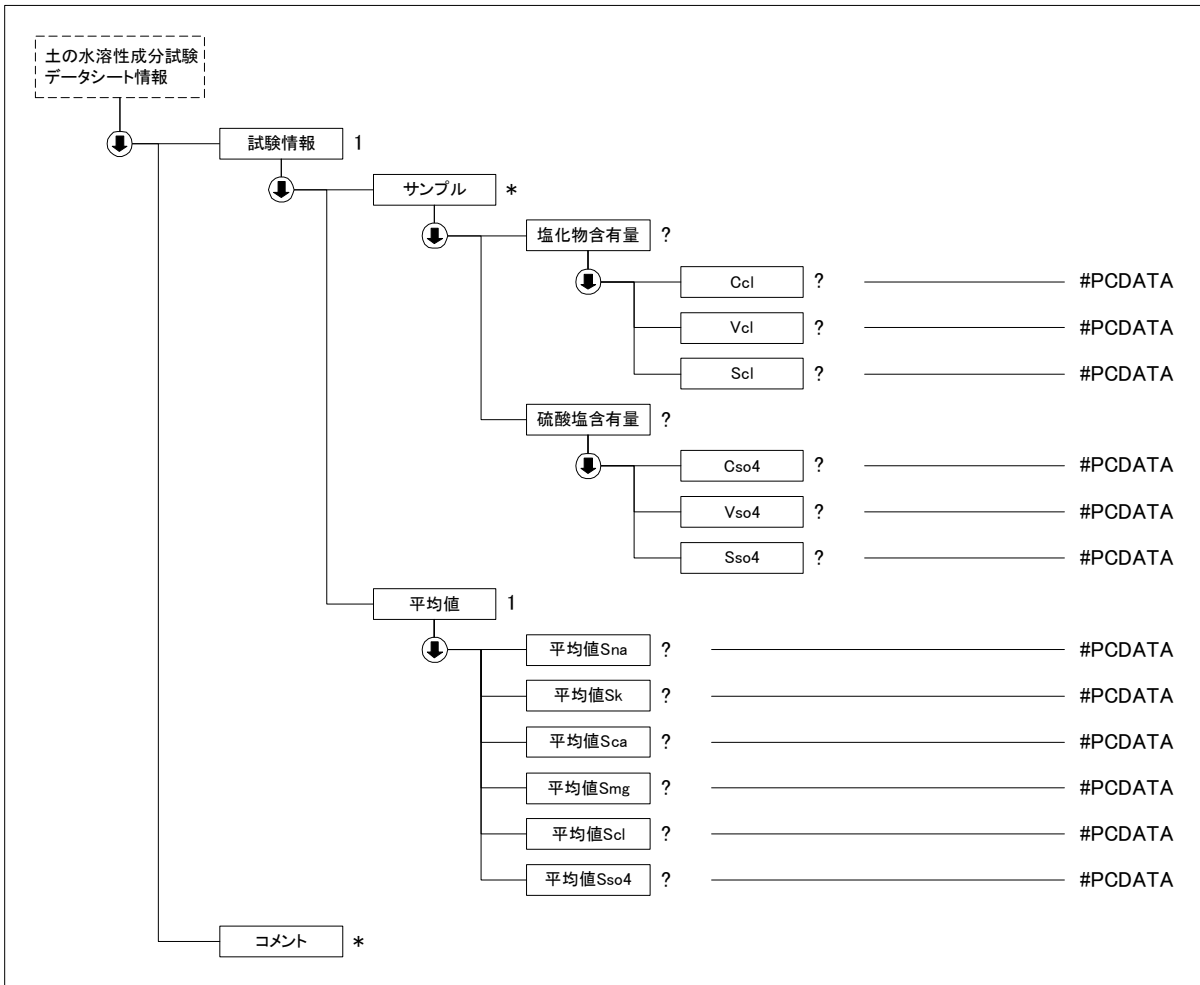 土の水溶性成分試験
データシート情報
試験情報 1
サンプル *
塩化物含有量 ?
Ccl ? #PCDATA
Vcl ? #PCDATA
Scl ? #PCDATA
硫酸塩含有量 ?
Cso4 ? #PCDATA
Vso4 ? #PCDATA
Sso4 ? #PCDATA
平均値 1
平均値Sna ? #PCDATA
平均値Sk ? #PCDATA
平均値Sca ? #PCDATA
平均値Smg ? #PCDATA
平均値Scl ? #PCDATA
平均値Sso4 ? #PCDATA
コメント *